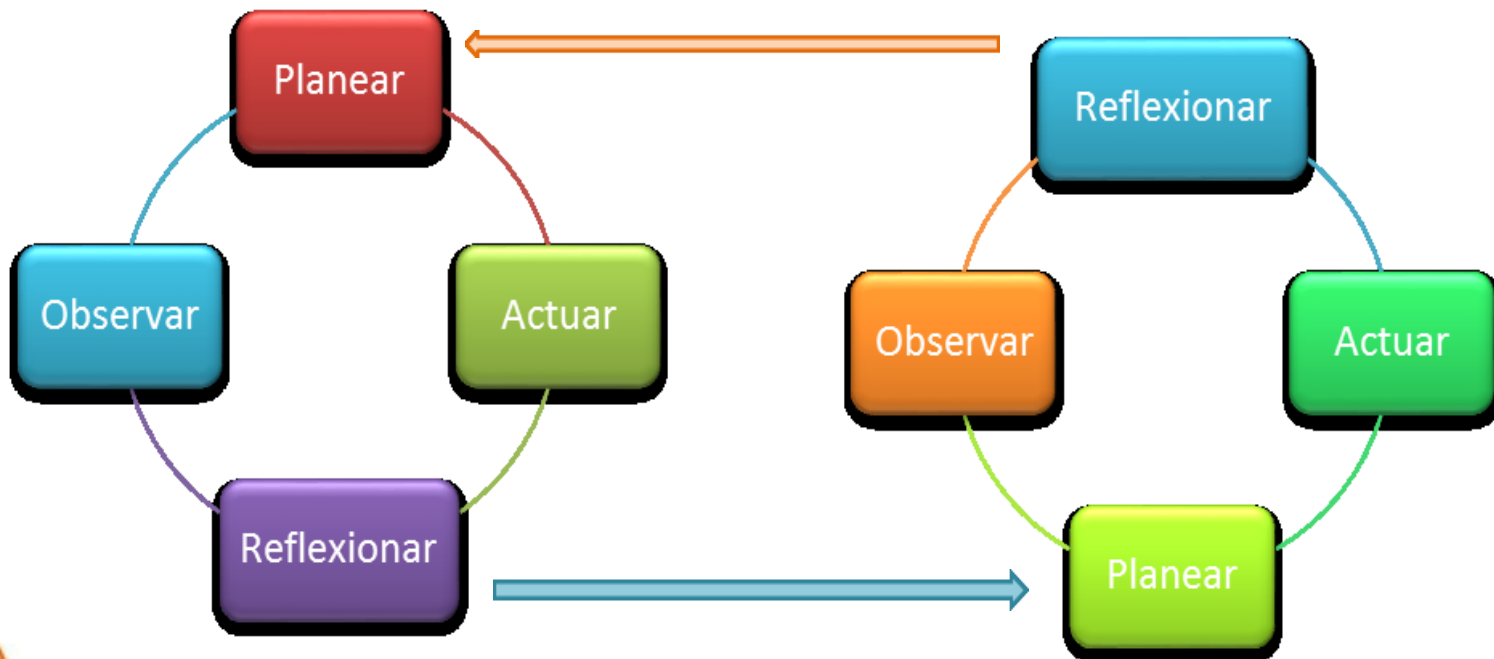 Planear
Observar
Actuar
Reflexionar
Reflexionar
Observar
Actuar
Planear